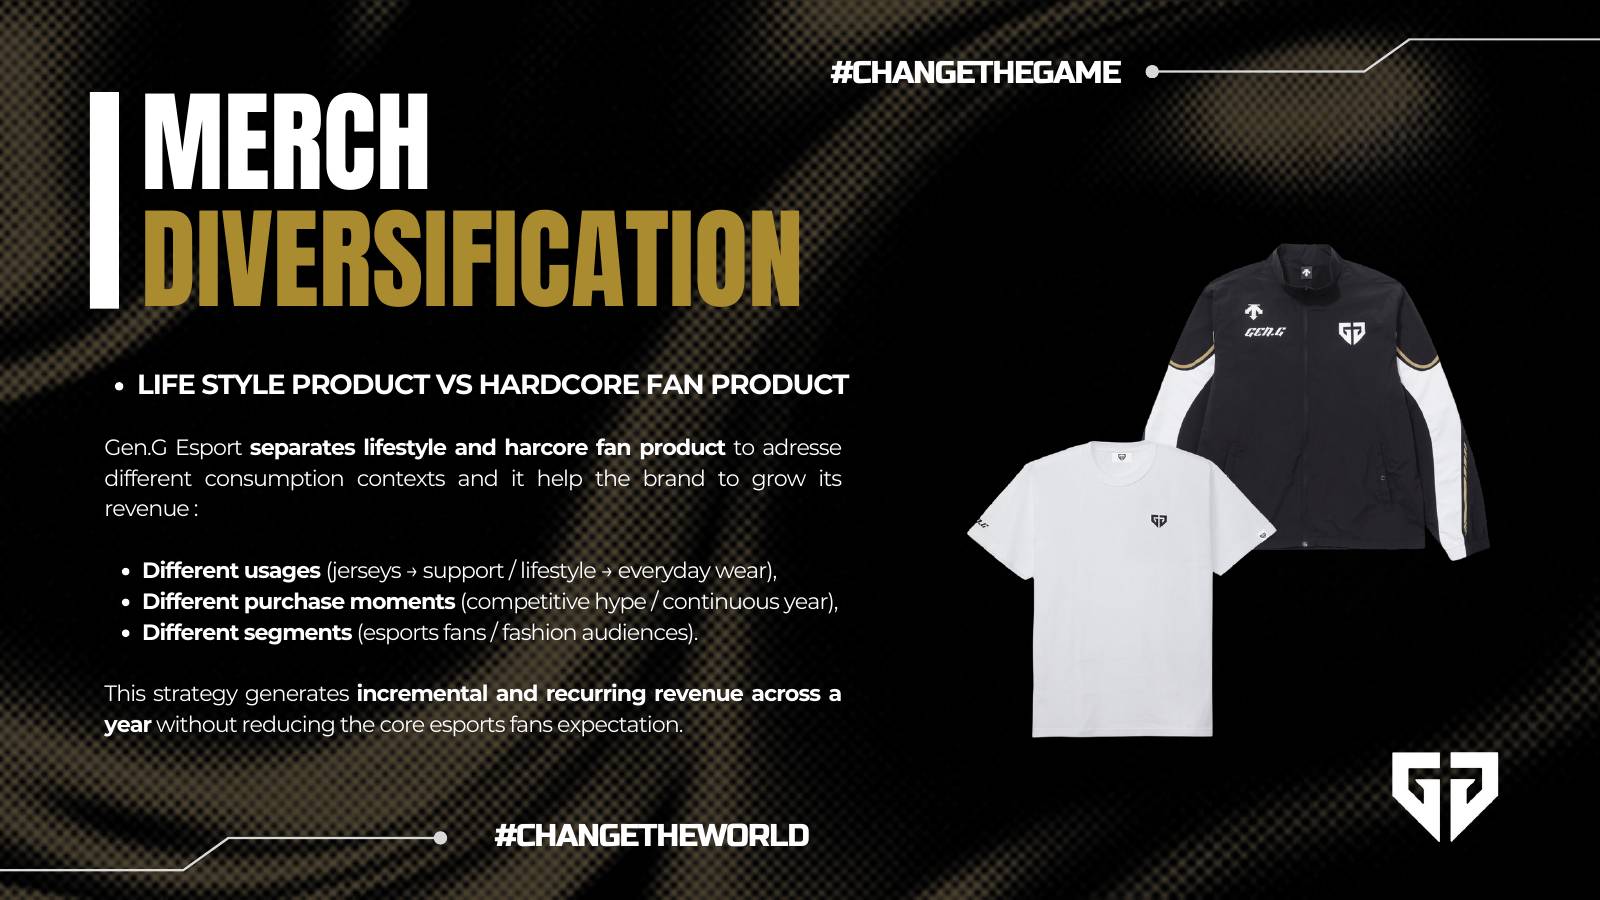 #CHANGETHEGAME
MERCH
DIVERSIFICATION
• LIFE STYLE PRODUCT VS HARDCORE FAN PRODUCT
Gen.G Esport separates lifestyle and harcore fan product to adresse
different consumption contexts and it help the brand to grow its
revenue :
• Different usages (jerseys → support / lifestyle → everyday wear),
• Different purchase moments (competitive hype / continuous year),
• Different segments (esports fans / fashion audiences).
This strategy generates incremental and recurring revenue across a
year without reducing the core esports fans expectation.
GEN.G
#CHANGETHEWORLD